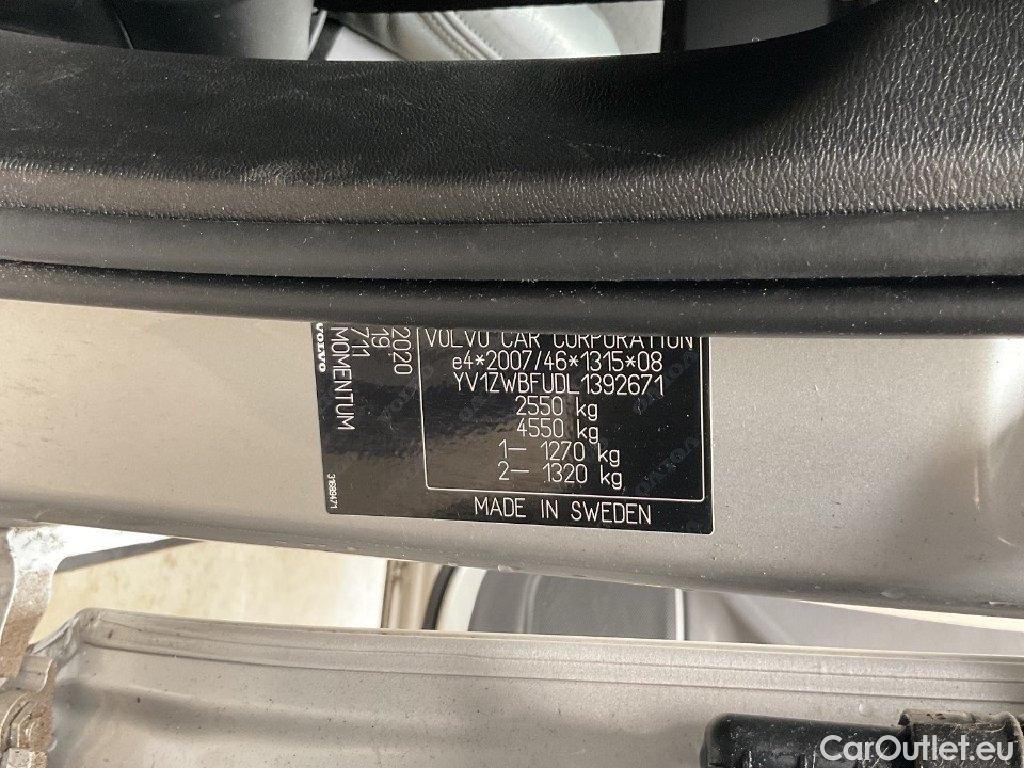 VOLVO CAR CORPORATION
e4*2007/46*1315*08
YV1ZWBFUDL1392671
2550 kg
4550 kg
1– 1270 kg
2– 1320 kg
MADE IN SWEDEN
2020
19
711
MOMENTUM
VOLVO
31689471
CarOutlet.eu